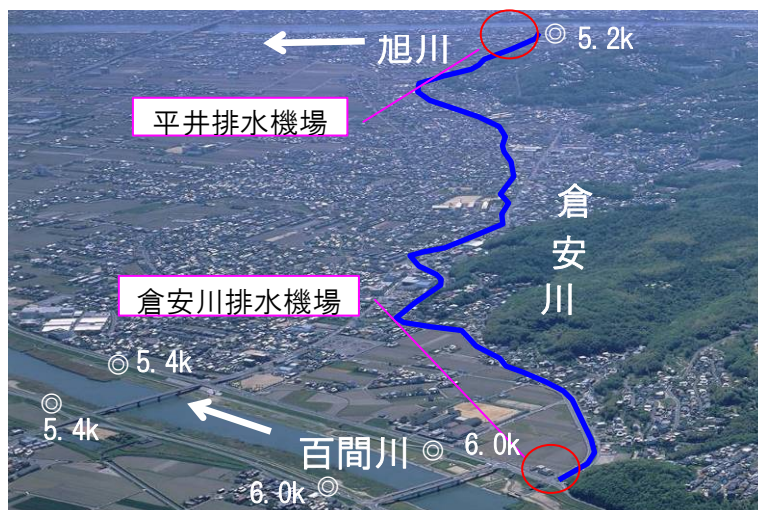 旭川
◎ 5.2k
平井排水機場
倉安川
倉安川排水機場
◎ 5.4k
◎
5.4k
百間川 ◎ 6.0k
6.0k ◎